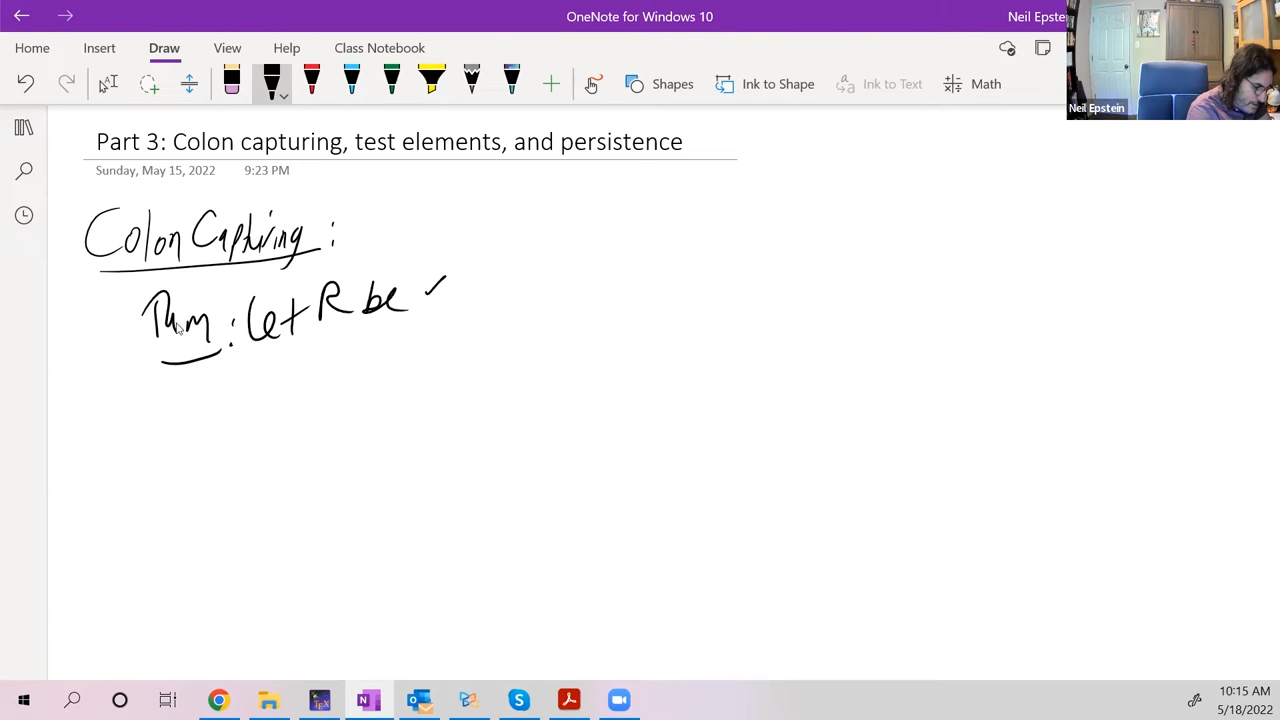 OneNote for Windows 10
Neil Epste
Home Insert Draw View Help Class Notebook
Shapes Ink to Shape Ink to Text Math
Neil Epstein
Part 3: Colon capturing, test elements, and persistence
Sunday, May 15, 2022 9:23 PM
Colon Capturing:
Thm: Let R be
10:15 AM
5/18/2022